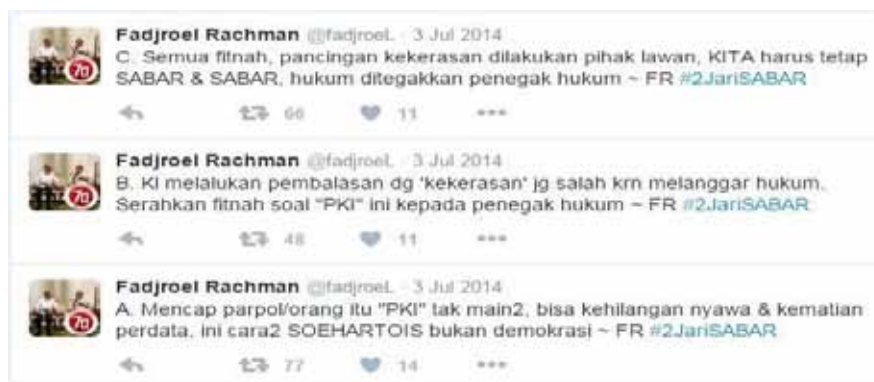 Fadjroel Rachman @fadjroeL · 3 Jul 2014
C. Semua fitnah, pancingan kekerasan dilakukan pihak lawan, KITA harus tetap
SABAR & SABAR, hukum ditegakkan penegak hukum ~ FR #2JariSABAR
66 11
Fadjroel Rachman @fadjroeL · 3 Jul 2014
B. KI melalukan pembalasan dg 'kekerasan' jg salah krn melanggar hukum.
Serahkan fitnah soal "PKI" ini kepada penegak hukum ~ FR #2JariSABAR
48 11
Fadjroel Rachman @fadjroeL · 3 Jul 2014
A. Mencap parpol/orang itu "PKI" tak main2, bisa kehilangan nyawa & kematian
perdata, ini cara2 SOEHARTOIS bukan demokrasi ~ FR #2JariSABAR
77 14